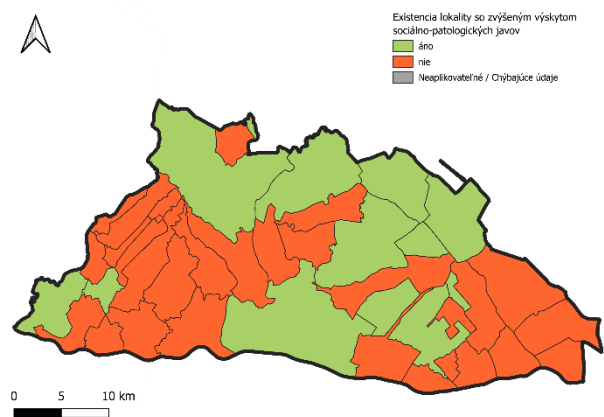 Existencia lokality so zvýšeným výskytom
sociálno-patologických javov
áno
nie
Neaplikovateľné / Chýbajúce údaje
0 5 10 km